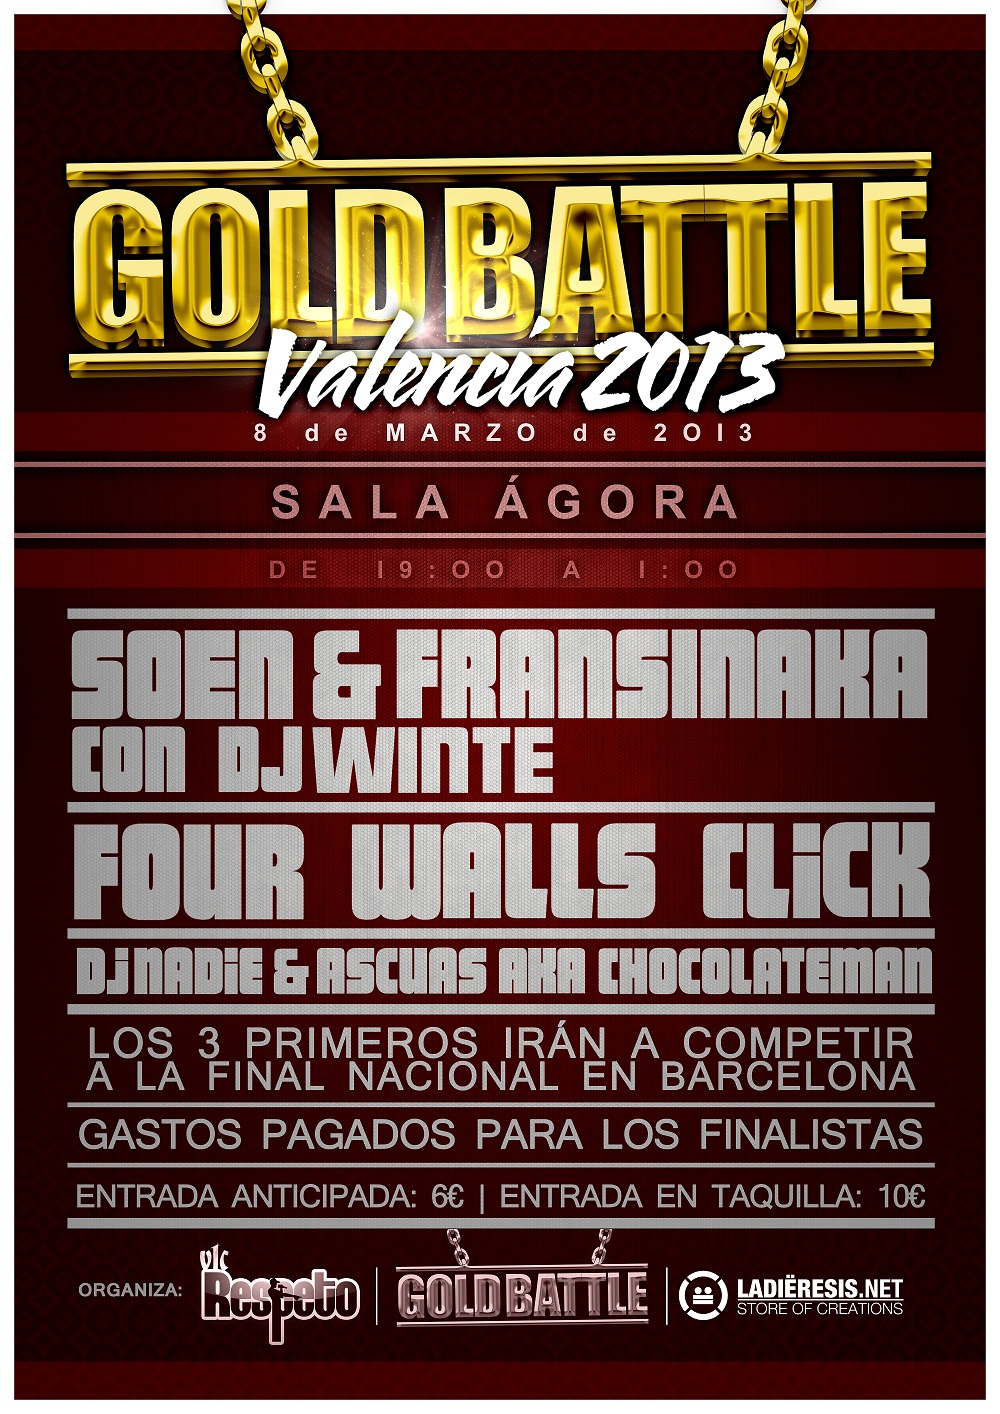 GOLD BATTLE
Valencia 2013
8 de MARZO de 2013
SALA ÁGORA
DE 19:00 A 1:00
SOEN & FRANSINAKA
CON DJ WINTE
FOUR WALLS CLiCK
DJ NADiE & ASCUAS AKA CHOCOLATEMAN
LOS 3 PRIMEROS IRÁN A COMPETIR
A LA FINAL NACIONAL EN BARCELONA
GASTOS PAGADOS PARA LOS FINALISTAS
ENTRADA ANTICIPADA: 6€ | ENTRADA EN TAQUILLA: 10€
ORGANIZA:
vlc
Respeto
GOLD BATTLE
LADIËRESIS.NET
STORE OF CREATIONS